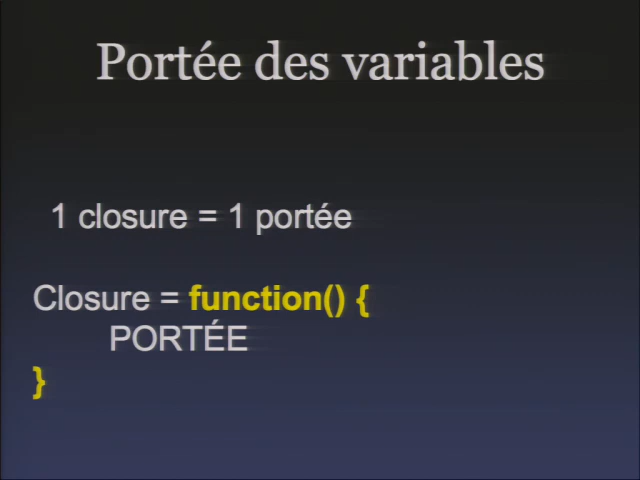 Portée des variables
1 closure = 1 portée
Closure = function() {
PORTÉE
}